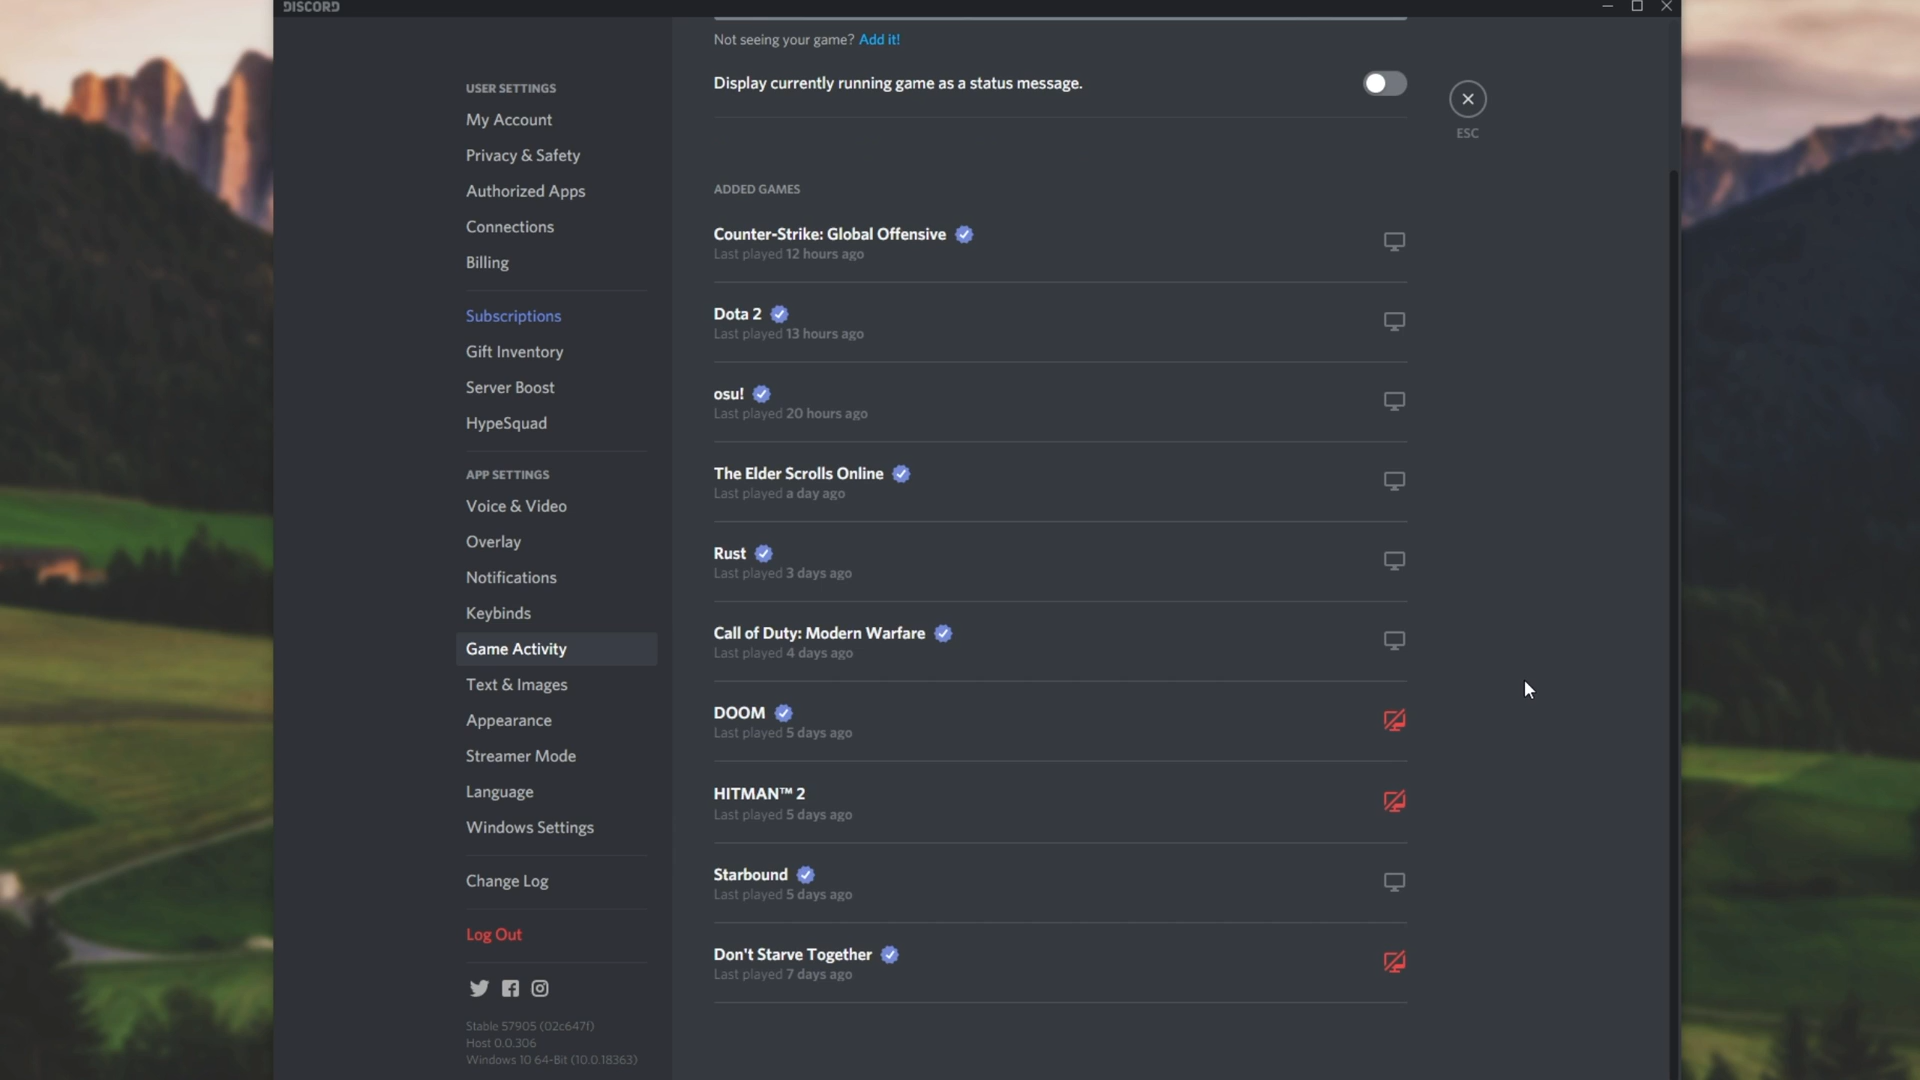 DISCORD
Not seeing your game? Add it!
Display currently running game as a status message.
ESC
USER SETTINGS
My Account
Privacy & Safety
Authorized Apps
Connections
Billing
Subscriptions
Gift Inventory
Server Boost
HypeSquad
APP SETTINGS
Voice & Video
Overlay
Notifications
Keybinds
Game Activity
Text & Images
Appearance
Streamer Mode
Language
Windows Settings
Change Log
Log Out
Stable 57905 (02c647f)
Host 0.0.306
Windows 10 64-Bit (10.0.18363)
ADDED GAMES
Counter-Strike: Global Offensive
Last played 12 hours ago
Dota 2
Last played 13 hours ago
osu!
Last played 20 hours ago
The Elder Scrolls Online
Last played a day ago
Rust
Last played 3 days ago
Call of Duty: Modern Warfare
Last played 4 days ago
DOOM
Last played 5 days ago
HITMAN™ 2
Last played 5 days ago
Starbound
Last played 5 days ago
Don't Starve Together
Last played 7 days ago